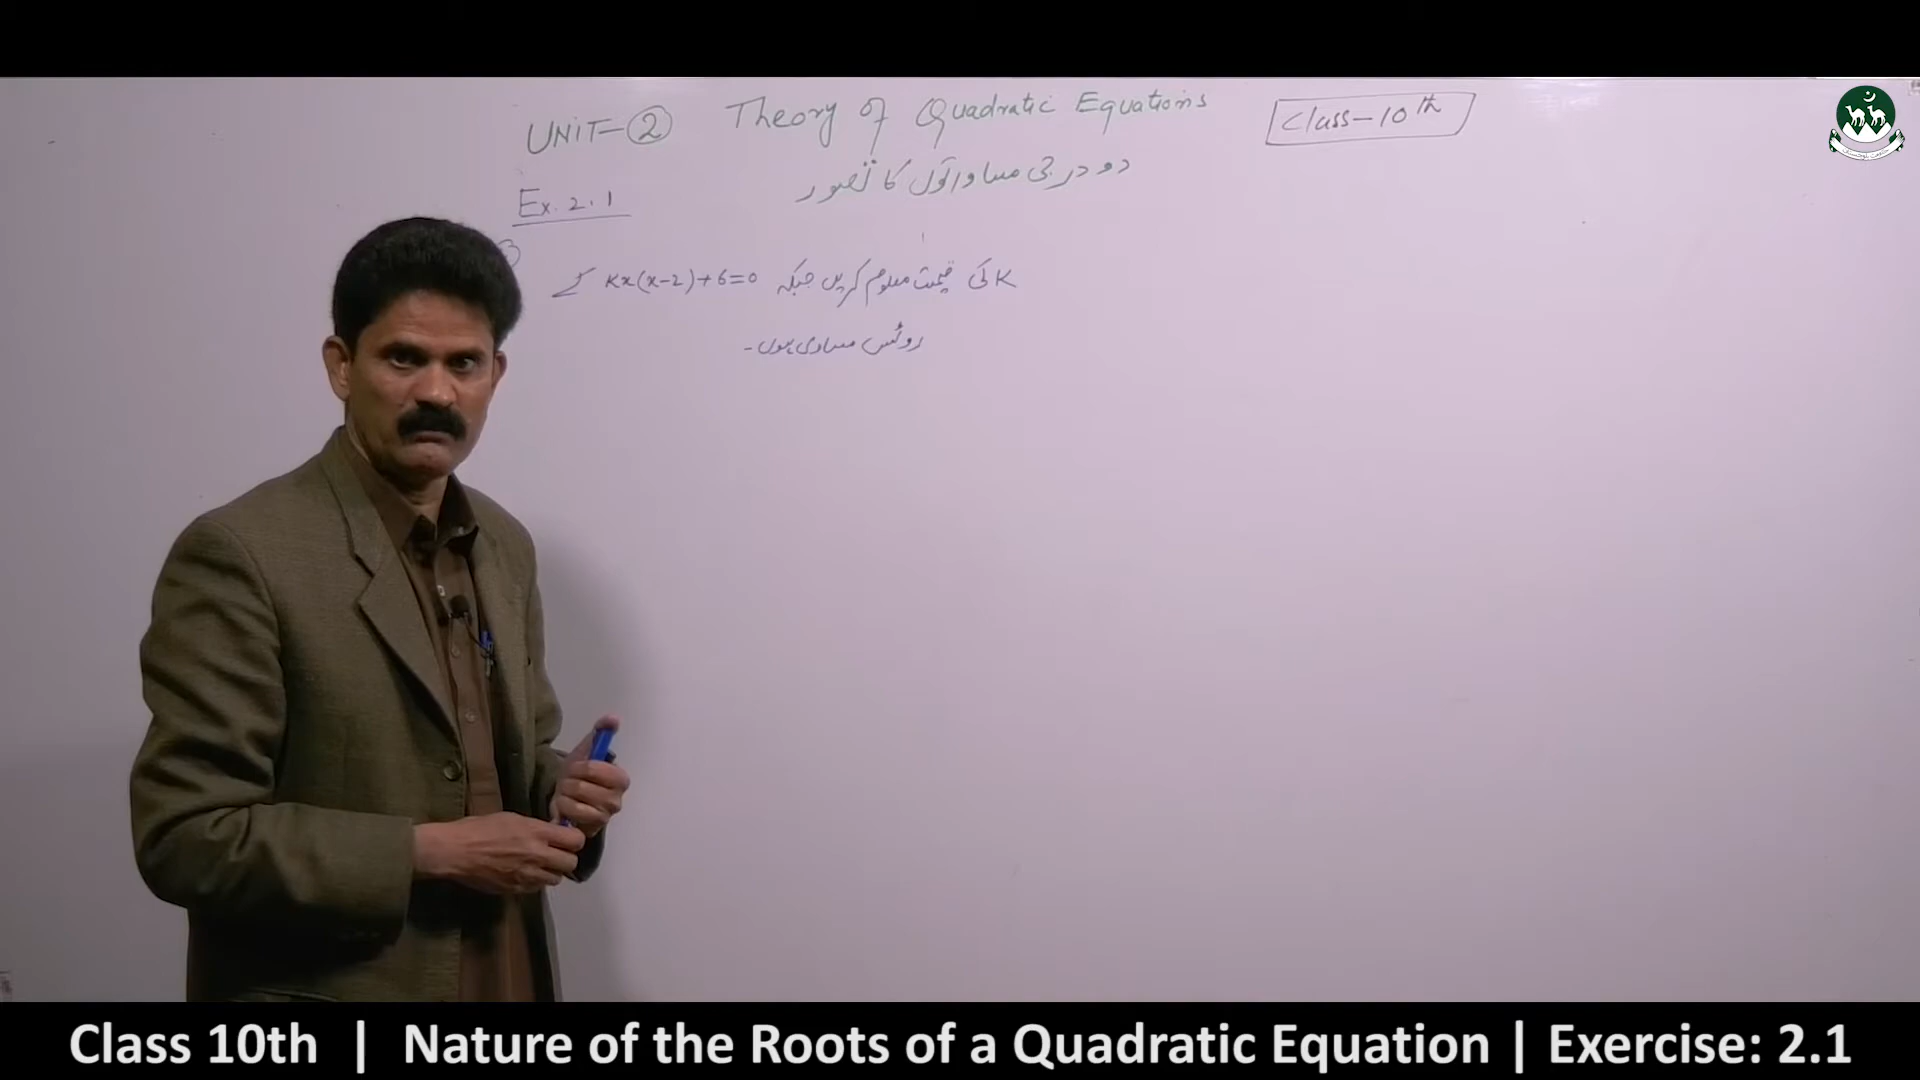 UNiT-② Theory of Quadratic Equations
Class-10th
دو درجی مساواتوں کا تصور
Ex. 2.1
K کی قیمت معلوم کریں جبکہ Kx(x-2)+6=0 کے
روٹس مساوی ہوں۔
Class 10th | Nature of the Roots of a Quadratic Equation | Exercise: 2.1